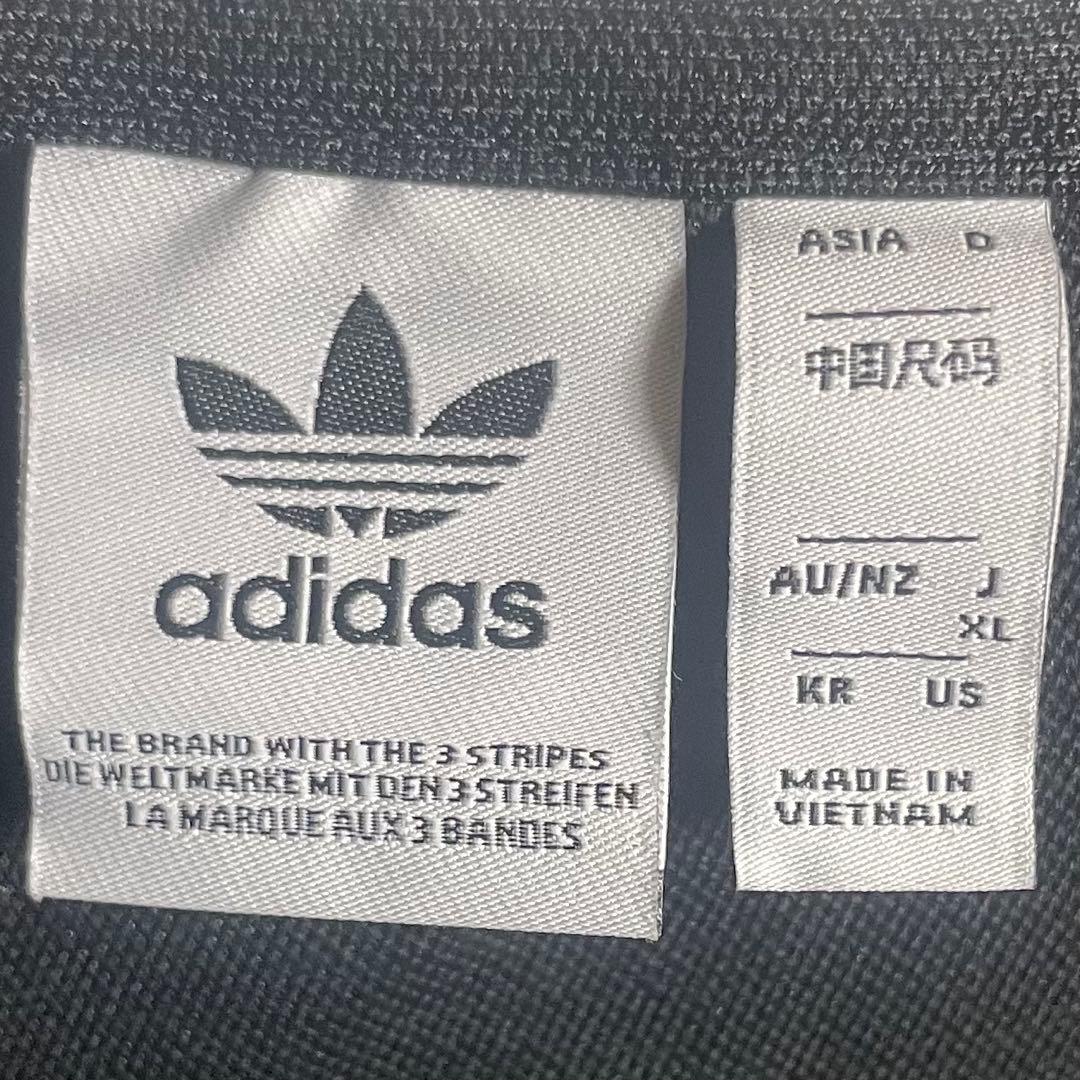 adidas
THE BRAND WITH THE 3 STRIPES
DIE WELTMARKE MIT DEN 3 STREIFEN
LA MARQUE AUX 3 BANDES
ASIA D
中国尺码
AU/NZ J
XL
KR US
MADE IN
VIETNAM